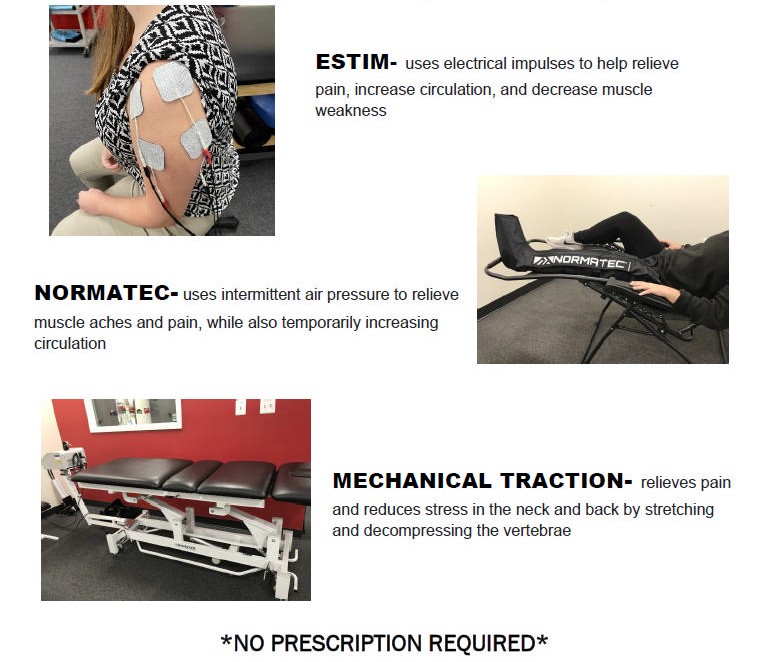 ESTIM- uses electrical impulses to help relieve
pain, increase circulation, and decrease muscle
weakness
NORMATEC
NORMATEC- uses intermittent air pressure to relieve
muscle aches and pain, while also temporarily increasing
circulation
MECHANICAL TRACTION- relieves pain
and reduces stress in the neck and back by stretching
and decompressing the vertebrae
*NO PRESCRIPTION REQUIRED*